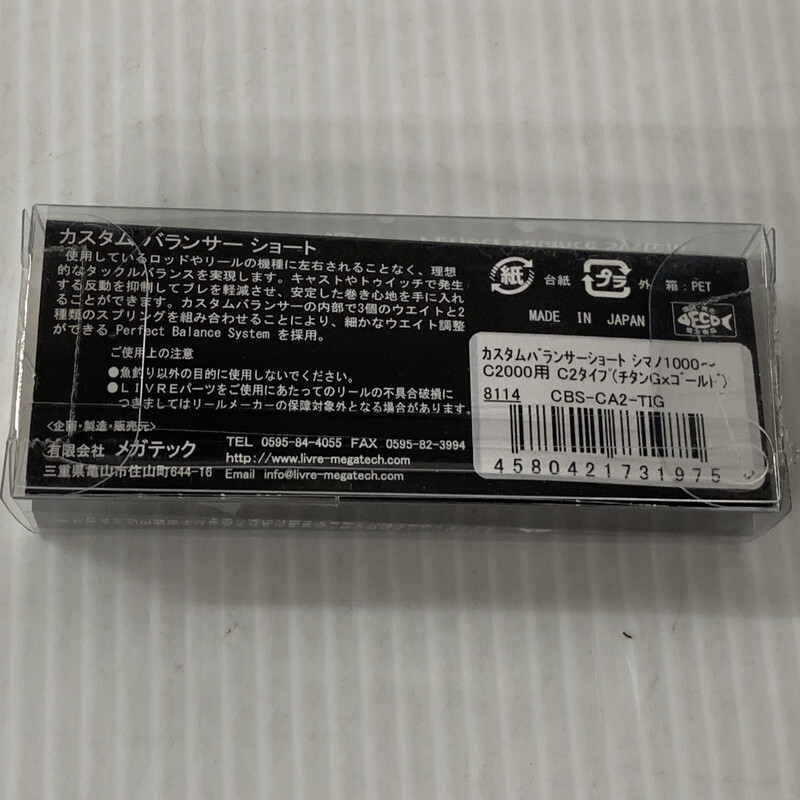 カスタム バランサー ショート
使用しているロッドやリールの機種に左右されることなく、理想
的なタックルバランスを実現します。キャストやトゥイッチで発生
する反動を抑制してブレを軽減させ、安定した巻き心地を手に入れ
ることができます。カスタムバランサーの内部で3個のウエイトと2
種類のスプリングを組み合わせることにより、細かなウエイト調整
ができる Perfect Balance System を採用。
ご使用上の注意
●魚釣り以外の目的に使用しないでください。
●LIVREパーツをご使用にあたってのリールの不具合破損に
つきましてはリールメーカーの保障対象外となる場合があります。
<企画・製造・販売元>
有限会社 メガテック
三重県亀山市住山町644-16
TEL 0595-84-4055 FAX 0595-82-3994
http://www.livre-megatech.com
Email info@livre-megatech.com
紙 台紙 プラ 外 箱:PET
MADE IN JAPAN
カスタムバランサーショート シマノ1000~
C2000用 C2タイプ(チタンG×ゴールド)
8114 CBS-CA2-TIG
4580421731975